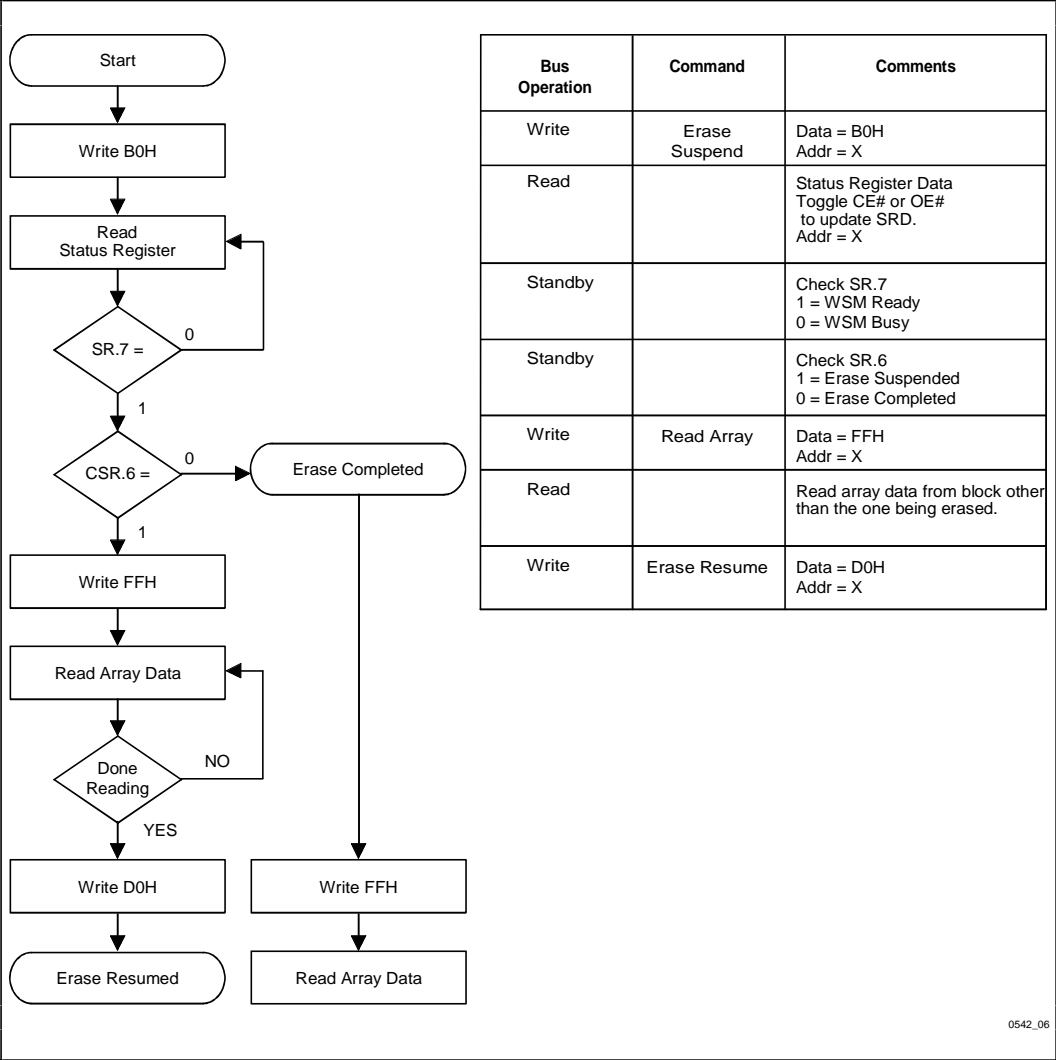 Start
Write B0H
Read
Status Register
SR.7 =
0
1
CSR.6 =
0
1
Erase Completed
Write FFH
Read Array Data
Done
Reading
NO
YES
Write D0H
Write FFH
Erase Resumed
Read Array Data
Bus
Operation
Command
Comments
Write
Erase
Suspend
Data = B0H
Addr = X
Read
Status Register Data
Toggle CE# or OE#
to update SRD.
Addr = X
Standby
Check SR.7
1 = WSM Ready
0 = WSM Busy
Standby
Check SR.6
1 = Erase Suspended
0 = Erase Completed
Write
Read Array
Data = FFH
Addr = X
Read
Read array data from block other
than the one being erased.
Write
Erase Resume
Data = D0H
Addr = X
0542_06